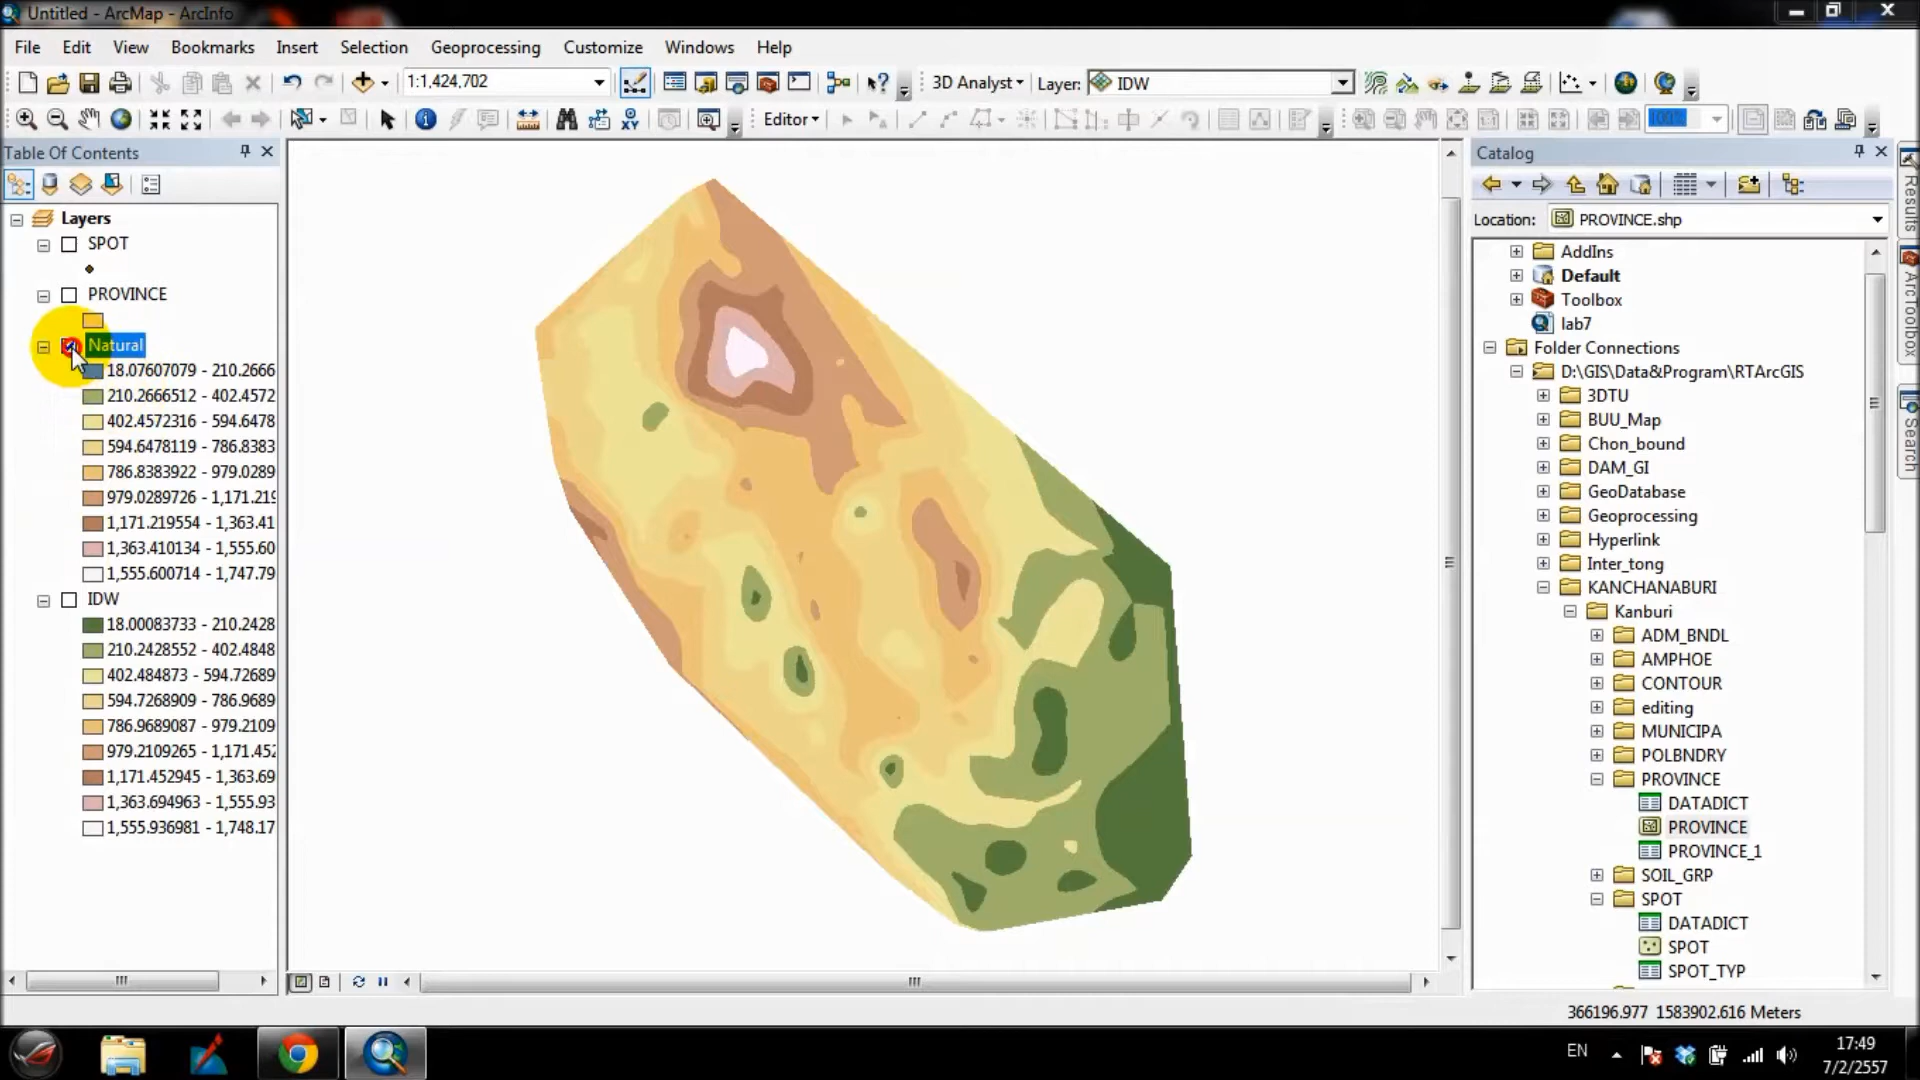 Untitled - ArcMap - ArcInfo
File Edit View Bookmarks Insert Selection Geoprocessing Customize Windows Help
1:1,424,702
3D Analyst
Layer:
IDW
Editor
100%
Table Of Contents
Layers
SPOT
PROVINCE
Natural
18.07607079 - 210.2666
210.2666512 - 402.4572
402.4572316 - 594.6478
594.6478119 - 786.8383
786.8383922 - 979.0289
979.0289726 - 1,171.219
1,171.219554 - 1,363.41
1,363.410134 - 1,555.60
1,555.600714 - 1,747.79
IDW
18.00083733 - 210.2428
210.2428552 - 402.4848
402.484873 - 594.72689
594.7268909 - 786.9689
786.9689087 - 979.2109
979.2109265 - 1,171.452
1,171.452945 - 1,363.69
1,363.694963 - 1,555.93
1,555.936981 - 1,748.17
Catalog
Location:
PROVINCE.shp
AddIns
Default
Toolbox
lab7
Folder Connections
D:\GIS\Data&Program\RTArcGIS
3DTU
BUU_Map
Chon_bound
DAM_GI
GeoDatabase
Geoprocessing
Hyperlink
Inter_tong
KANCHANABURI
Kanburi
ADM_BNDL
AMPHOE
CONTOUR
editing
MUNICIPA
POLBNDRY
PROVINCE
DATADICT
PROVINCE
PROVINCE_1
SOIL_GRP
SPOT
DATADICT
SPOT
SPOT_TYP
Results
ArcToolbox
Search
366196.977 1583902.616 Meters
EN
17:49
7/2/2557